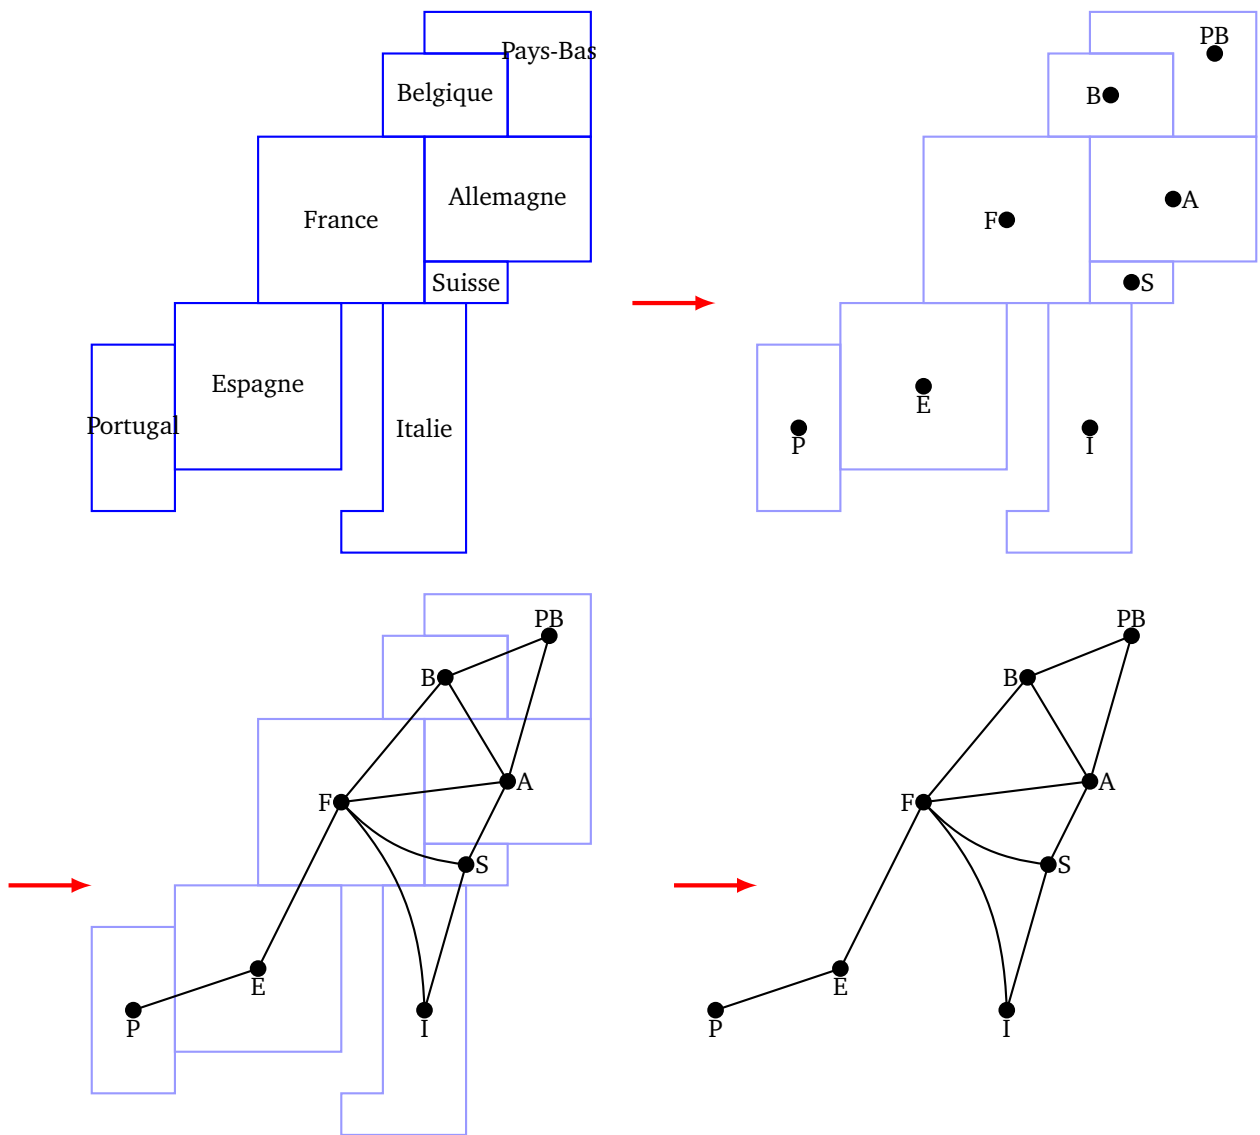 Pays-Bas
Belgique
Allemagne
France
Suisse
Espagne
Portugal
Italie
PB
B
A
F
S
E
P
I
PB
B
A
F
S
E
P
I
PB
B
A
F
S
E
P
I